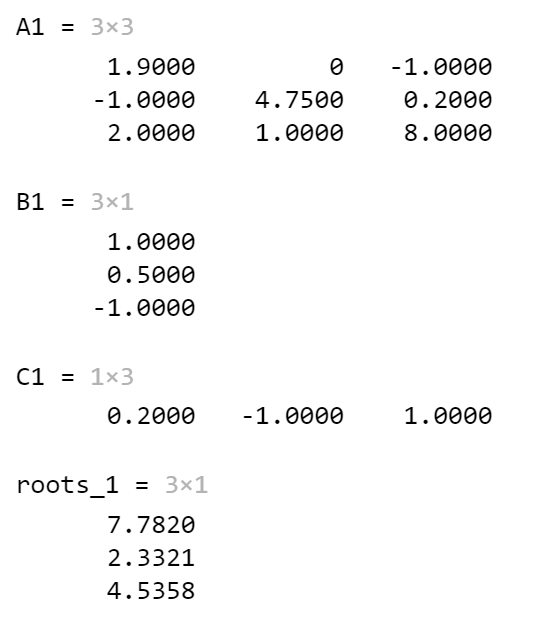 A1 = 3×3
1.9000 0 -1.0000
-1.0000 4.7500 0.2000
2.0000 1.0000 8.0000
B1 = 3×1
1.0000
0.5000
-1.0000
C1 = 1×3
0.2000 -1.0000 1.0000
roots_1 = 3×1
7.7820
2.3321
4.5358